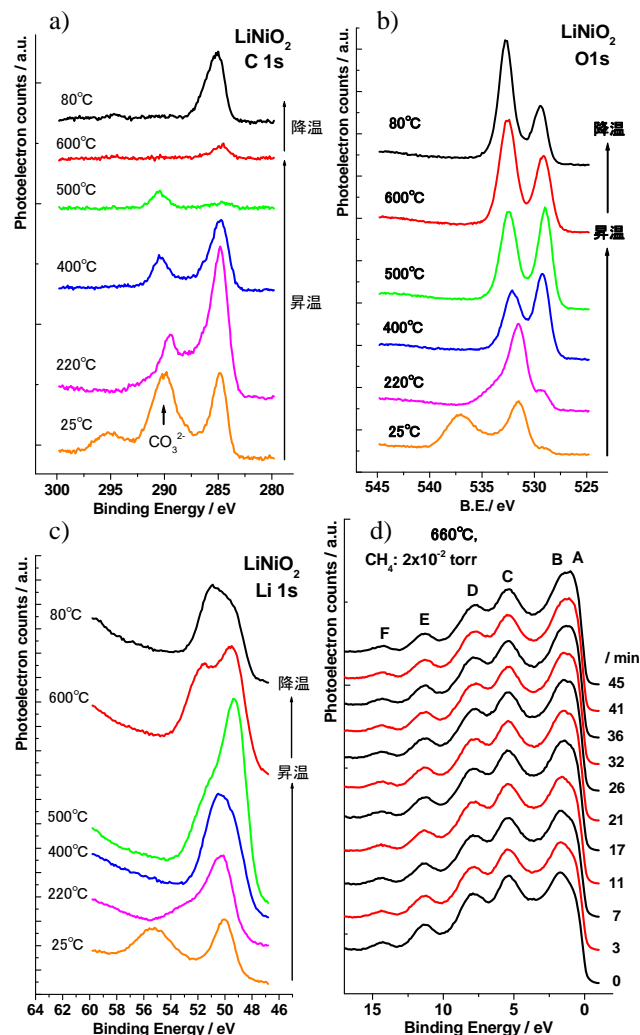 a)
LiNiO2
C 1s
Photoelectron counts / a.u.
80°C
600°C
500°C
400°C
220°C
25°C
CO3 2-
降温
昇温
300 295 290 285 280
Binding Energy / eV
b)
LiNiO2
O1s
Photoelectron counts / a.u.
80°C
600°C
500°C
400°C
220°C
25°C
降温
昇温
545 540 535 530 525
B.E./ eV
c)
LiNiO2
Li 1s
Photoelectron counts / a.u.
80°C
600°C
500°C
400°C
220°C
25°C
降温
昇温
64 62 60 58 56 54 52 50 48 46
Binding Energy / eV
d)
660°C,
CH4: 2x10-2 torr
Photoelectron counts / a.u.
F E D C B A
/ min
45
41
36
32
26
21
17
11
7
3
0
15 10 5 0
Binding Energy / eV